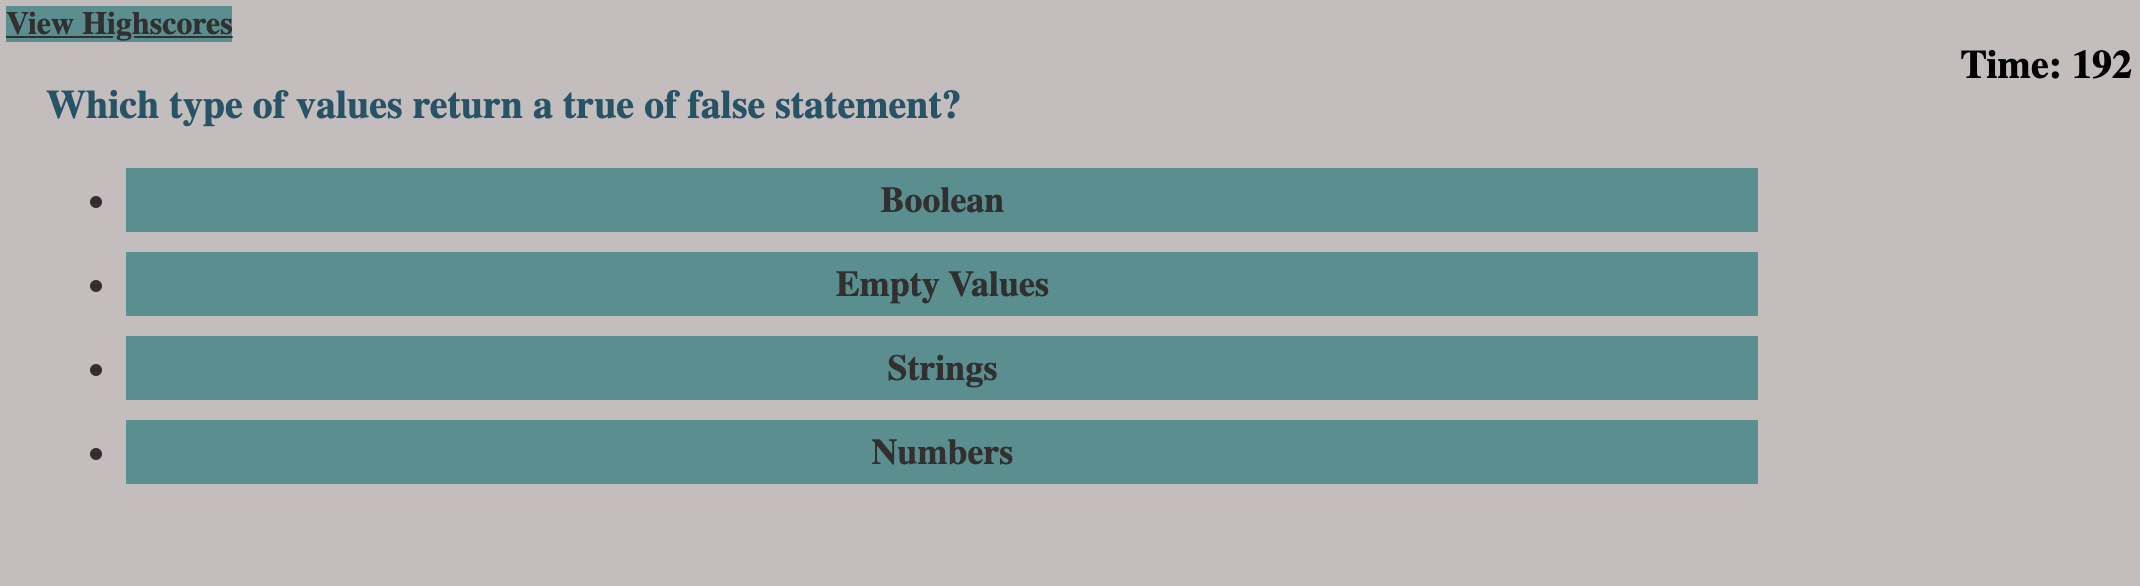 View Highscores
Time: 192
Which type of values return a true of false statement?
Boolean
Empty Values
Strings
Numbers